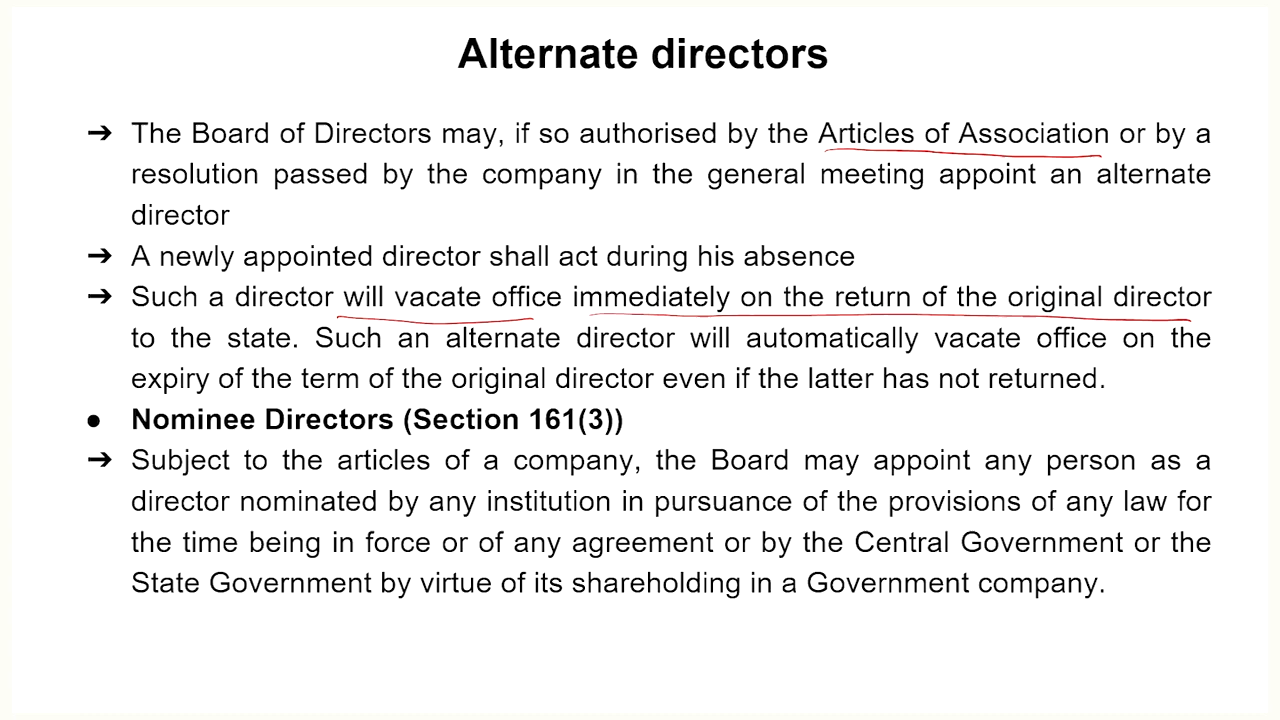 Alternate directors
➔ The Board of Directors may, if so authorised by the Articles of Association or by a
resolution passed by the company in the general meeting appoint an alternate
director
➔ A newly appointed director shall act during his absence
➔ Such a director will vacate office immediately on the return of the original director
to the state. Such an alternate director will automatically vacate office on the
expiry of the term of the original director even if the latter has not returned.
● Nominee Directors (Section 161(3))
➔ Subject to the articles of a company, the Board may appoint any person as a
director nominated by any institution in pursuance of the provisions of any law for
the time being in force or of any agreement or by the Central Government or the
State Government by virtue of its shareholding in a Government company.